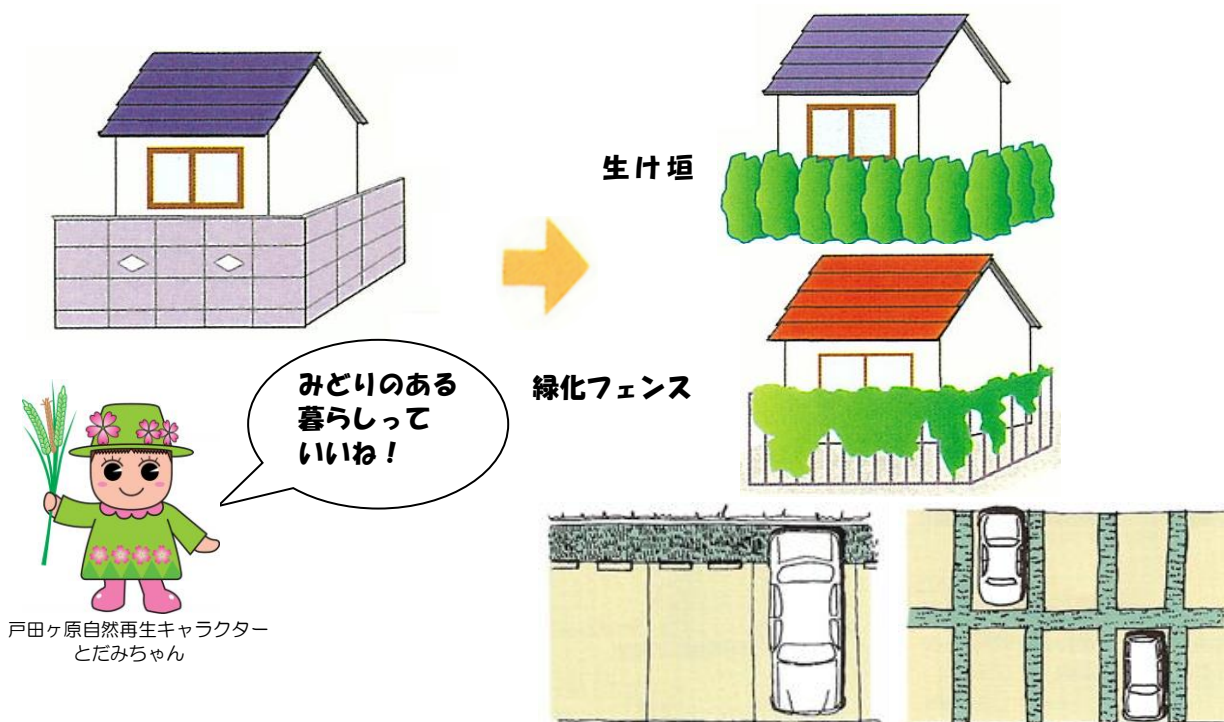 生け垣
緑化フェンス
みどりのある
暮らしって
いいね！
戸田ヶ原自然再生キャラクター
とだみちゃん